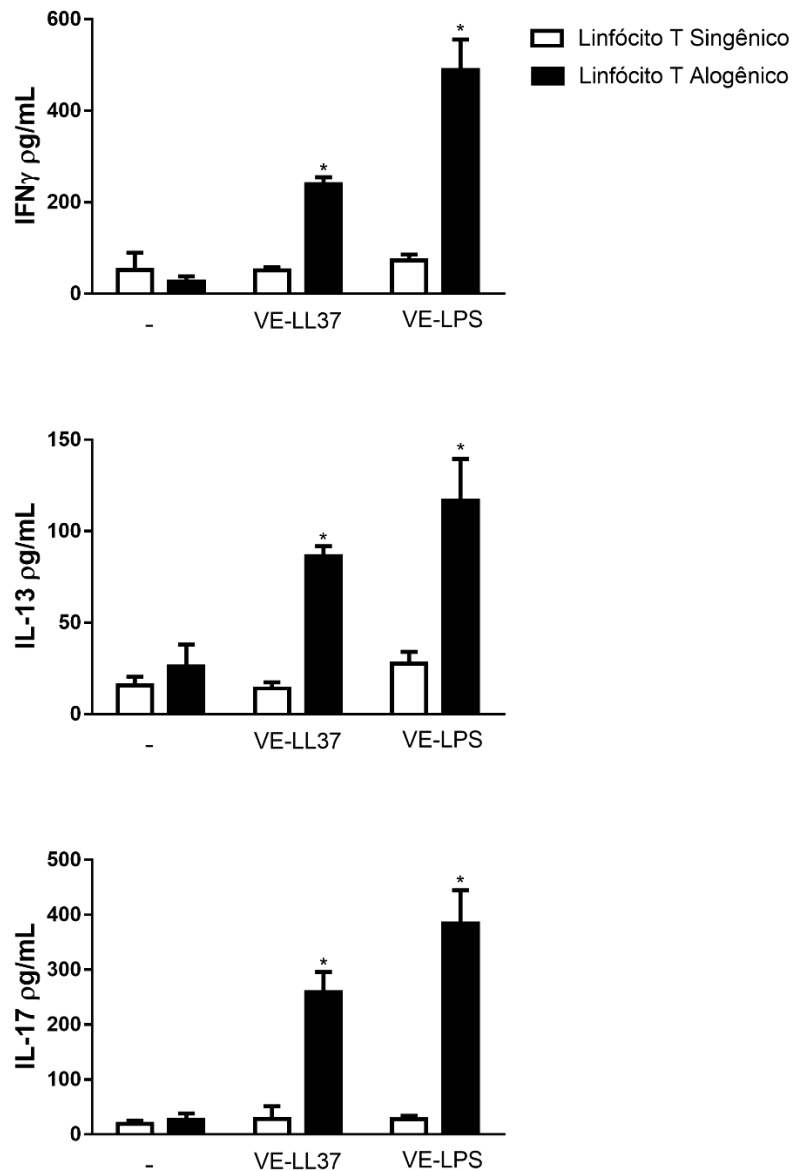 Linfócito T Singênico
Linfócito T Alogênico
IFNγ ρg/mL
600
400
200
0
*
*
-
VE-LL37
VE-LPS
IL-13 ρg/mL
150
100
50
0
*
*
-
VE-LL37
VE-LPS
IL-17 ρg/mL
500
400
300
200
100
0
*
*
-
VE-LL37
VE-LPS